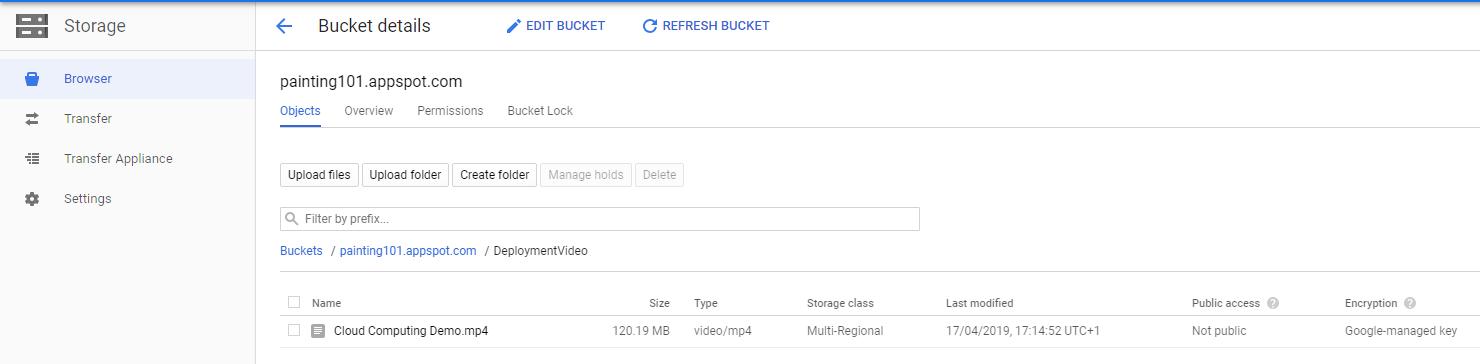 Storage
Bucket details
EDIT BUCKET
REFRESH BUCKET
Browser
Transfer
Transfer Appliance
Settings
painting101.appspot.com
Objects Overview Permissions Bucket Lock
Upload files Upload folder Create folder Manage holds Delete
Filter by prefix...
Buckets / painting101.appspot.com / DeploymentVideo
Name Size Type Storage class Last modified Public access ? Encryption ?
Cloud Computing Demo.mp4 120.19 MB video/mp4 Multi-Regional 17/04/2019, 17:14:52 UTC+1 Not public Google-managed key